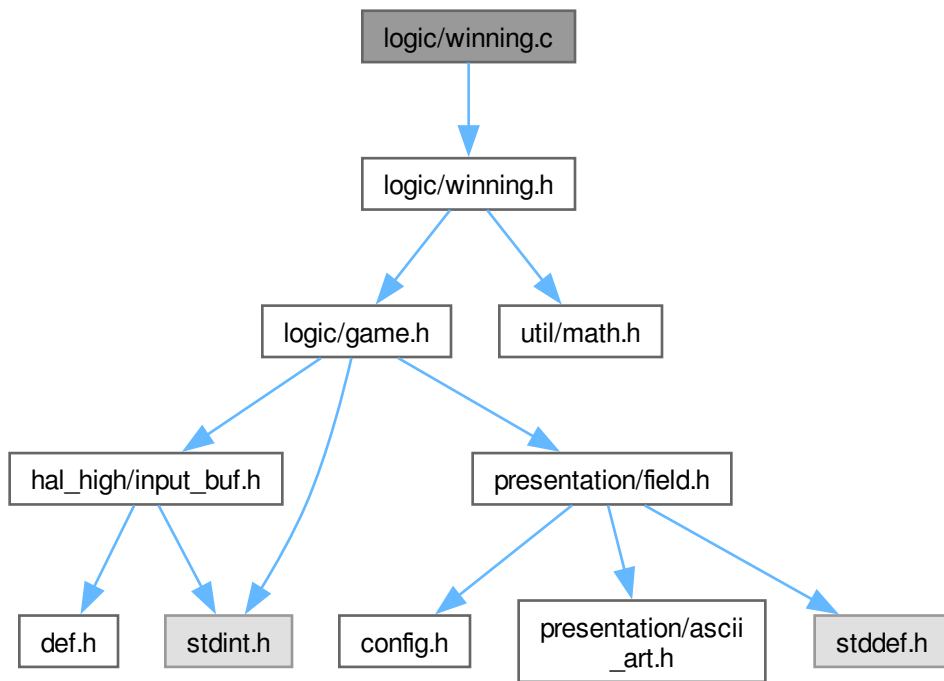 logic/winning.c
logic/winning.h
logic/game.h
util/math.h
hal_high/input_buf.h
presentation/field.h
def.h
stdint.h
config.h
presentation/ascii
_art.h
stddef.h